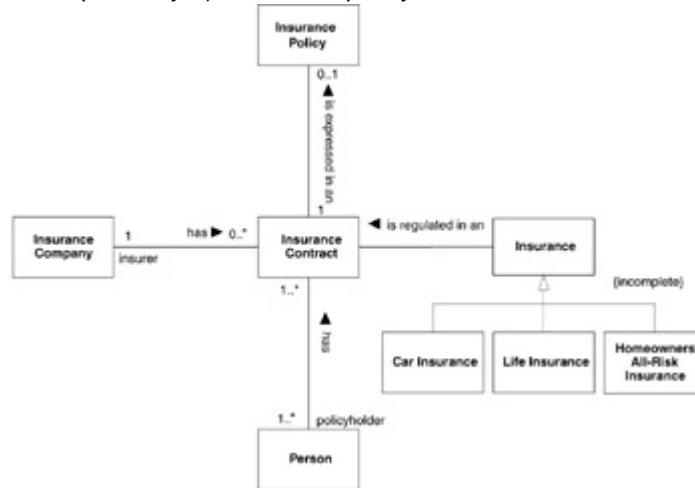 Insurance
Policy
0..1
is expressed in an
1
Insurance
Company
1
insurer
has
0..*
Insurance
Contract
is regulated in an
Insurance
{incomplete}
1..*
has
Car Insurance
Life Insurance
Homeowners
All-Risk
Insurance
1..*
policyholder
Person